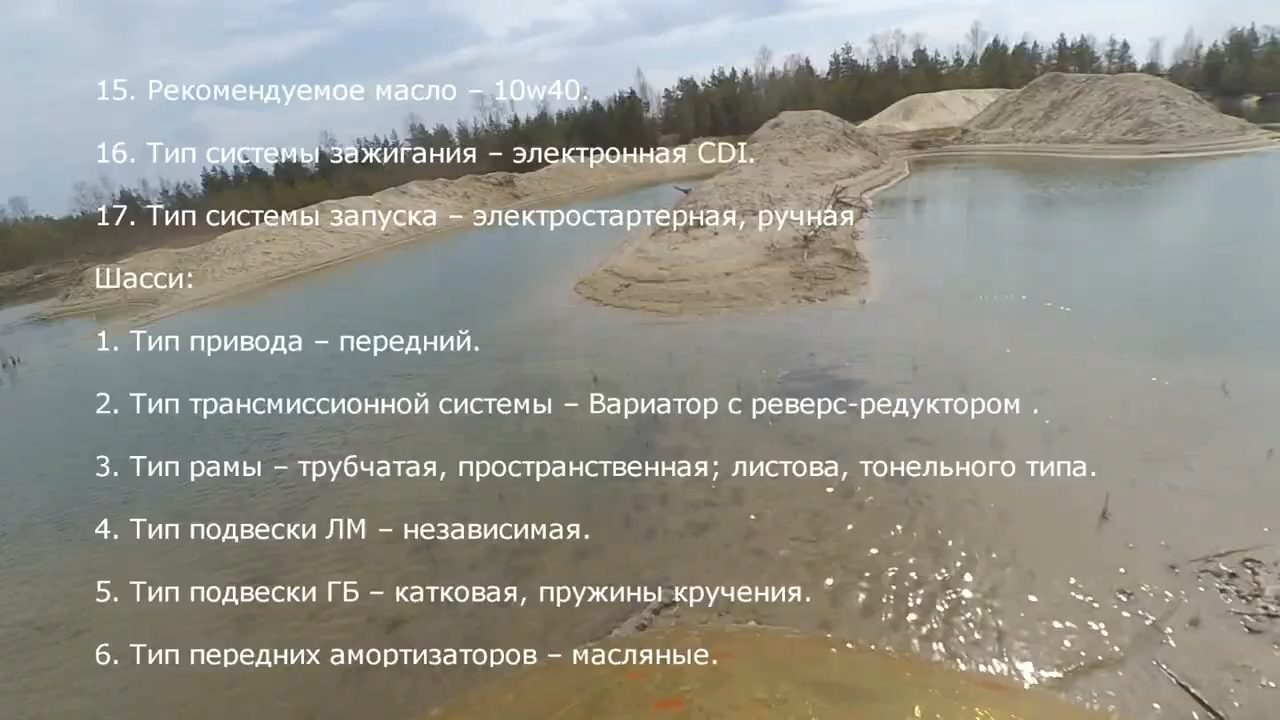 15. Рекомендуемое масло – 10w40.
16. Тип системы зажигания – электронная CDI.
17. Тип системы запуска – электростартерная, ручная
Шасси:
1. Тип привода – передний.
2. Тип трансмиссионной системы – Вариатор с реверс-редуктором .
3. Тип рамы – трубчатая, пространственная; листова, тонельного типа.
4. Тип подвески ЛМ – независимая.
5. Тип подвески ГБ – катковая, пружины кручения.
6. Тип передних амортизаторов – масляные.